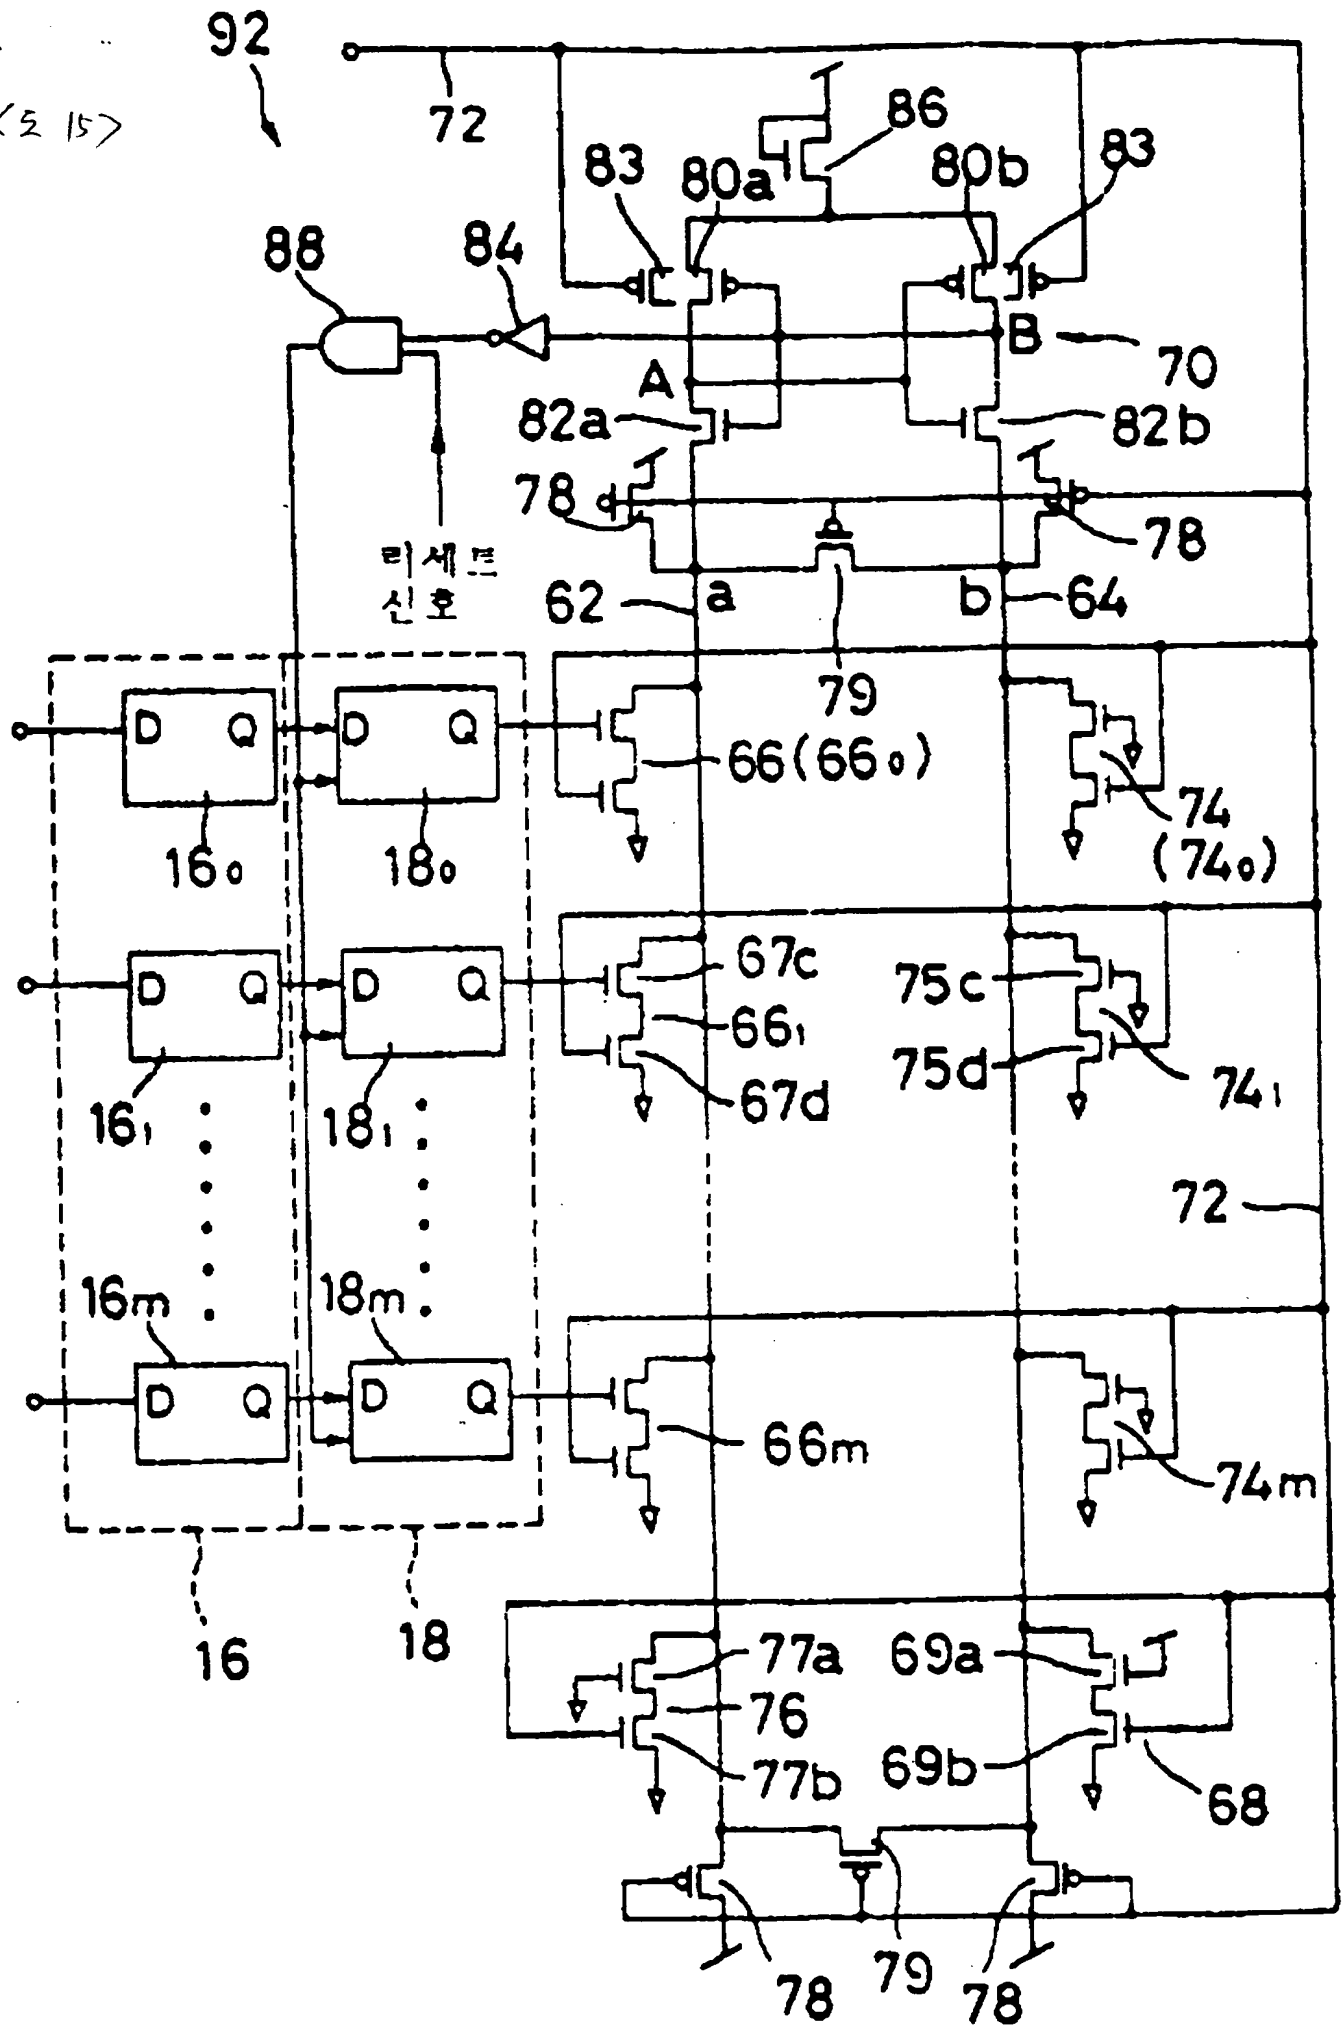 92
<도 15>
72
86
83
80a
80b
83
88
84
A
B
70
82a
82b
78
78
리세트
신호
62
a
b
64
79
D Q
D Q
66(66₀)
74
(74₀)
16₀
18₀
D Q
D Q
67c
75c
66₁
67d
75d
74₁
16₁
18₁
72
16m
18m
D Q
D Q
66m
74m
16
18
77a
69a
76
77b
69b
68
78
79
78